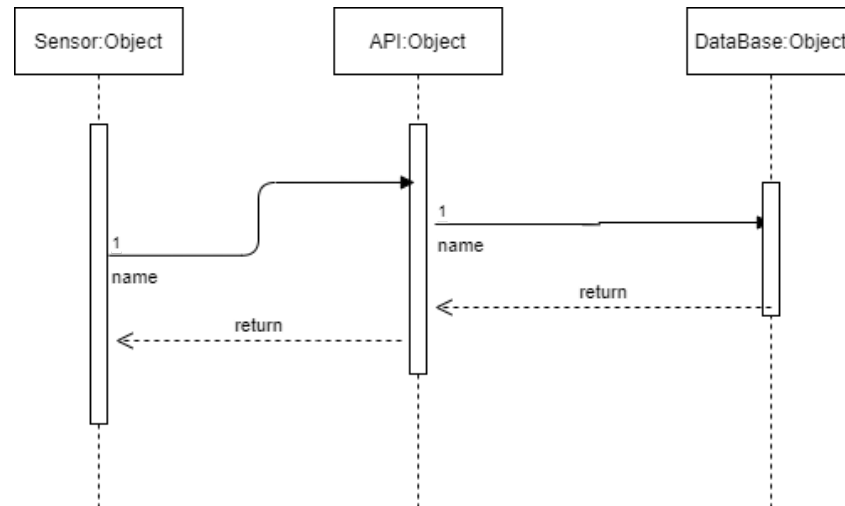 Sensor:Object
API:Object
DataBase:Object
1
name
1
name
return
return